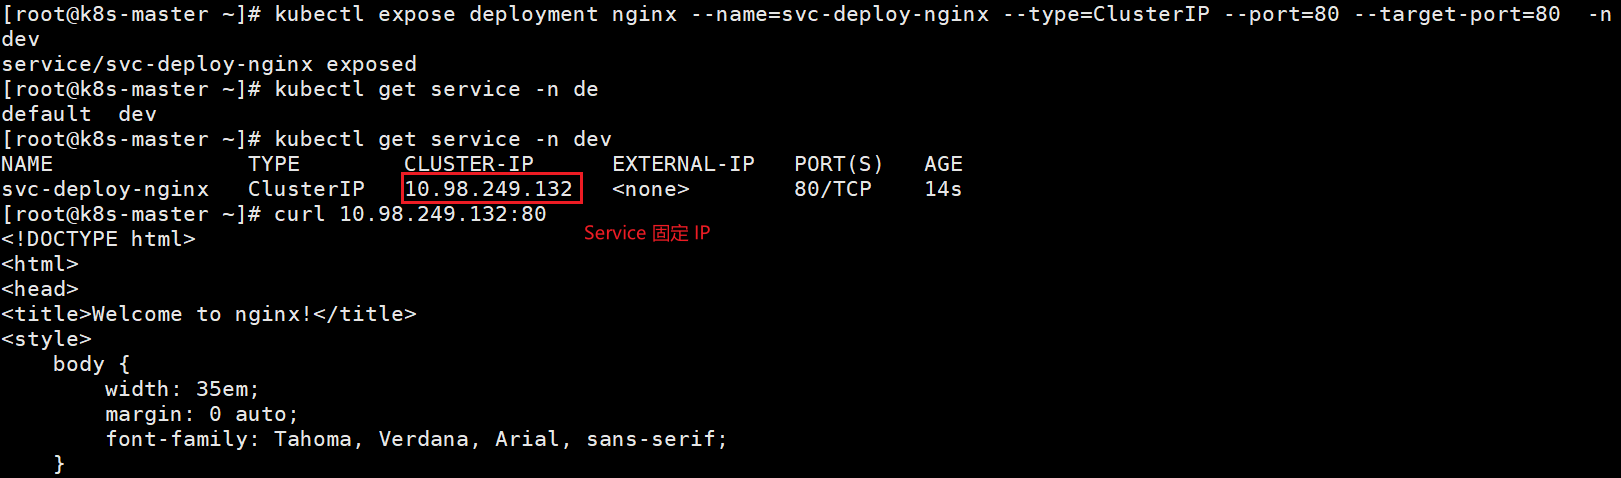 [root@k8s-master ~]# kubectl expose deployment nginx --name=svc-deploy-nginx --type=ClusterIP --port=80 --target-port=80  -n
dev
service/svc-deploy-nginx exposed
[root@k8s-master ~]# kubectl get service -n de
default  dev
[root@k8s-master ~]# kubectl get service -n dev
NAME               TYPE        CLUSTER-IP      EXTERNAL-IP   PORT(S)   AGE
svc-deploy-nginx   ClusterIP   10.98.249.132   <none>        80/TCP    14s
[root@k8s-master ~]# curl 10.98.249.132:80
Service 固定 IP
<!DOCTYPE html>
<html>
<head>
<title>Welcome to nginx!</title>
<style>
    body {
        width: 35em;
        margin: 0 auto;
        font-family: Tahoma, Verdana, Arial, sans-serif;
    }